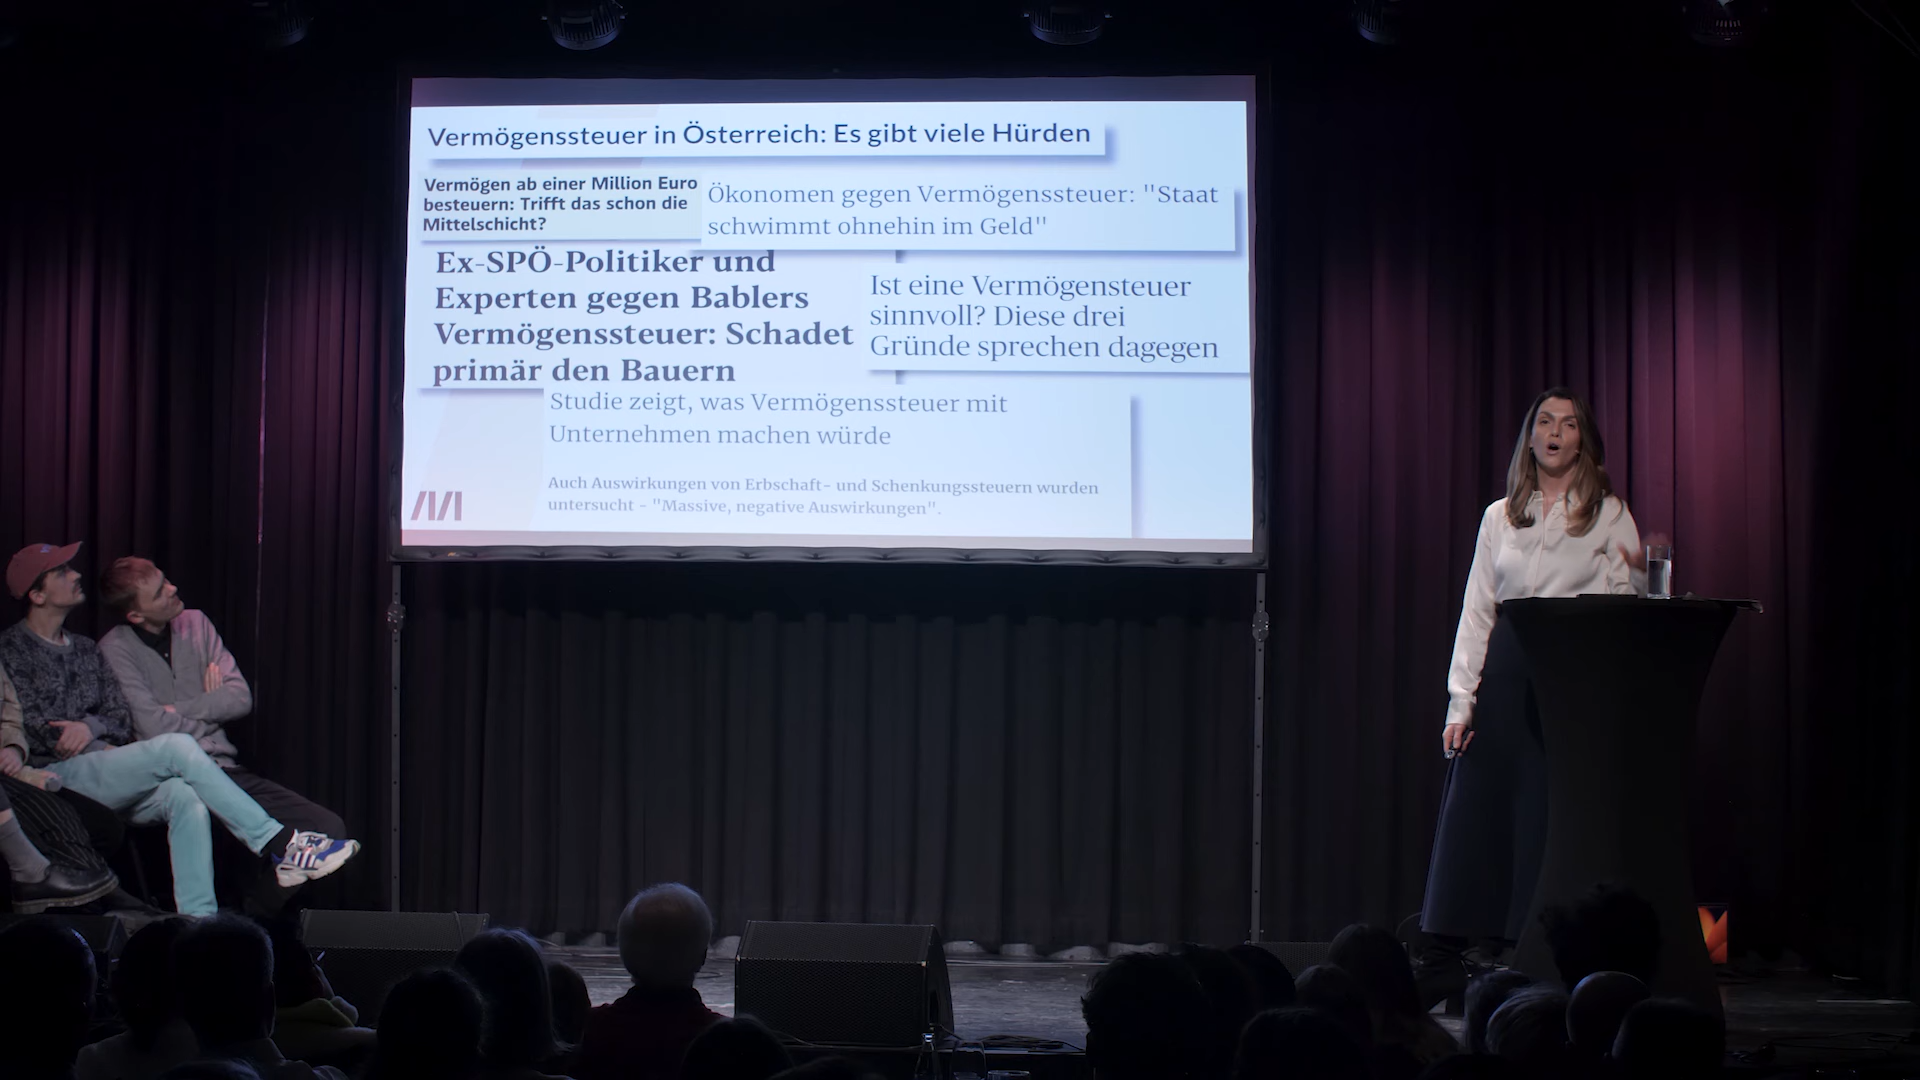 Vermögenssteuer in Österreich: Es gibt viele Hürden
Vermögen ab einer Million Euro
besteuern: Trifft das schon die
Mittelschicht?
Ökonomen gegen Vermögenssteuer: "Staat
schwimmt ohnehin im Geld"
Ex-SPÖ-Politiker und
Experten gegen Bablers
Vermögenssteuer: Schadet
primär den Bauern
Ist eine Vermögensteuer
sinnvoll? Diese drei
Gründe sprechen dagegen
Studie zeigt, was Vermögenssteuer mit
Unternehmen machen würde
Auch Auswirkungen von Erbschaft- und Schenkungssteuern wurden
untersucht - "Massive, negative Auswirkungen".